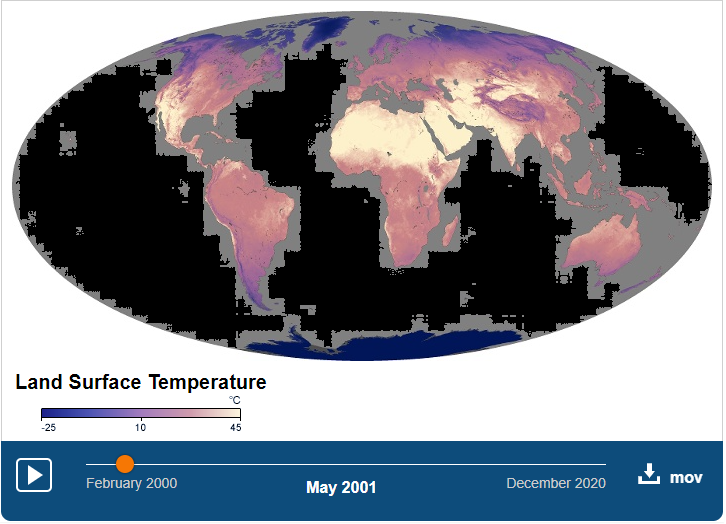 Land Surface Temperature
°C
-25 10 45
February 2000 May 2001 December 2020 mov